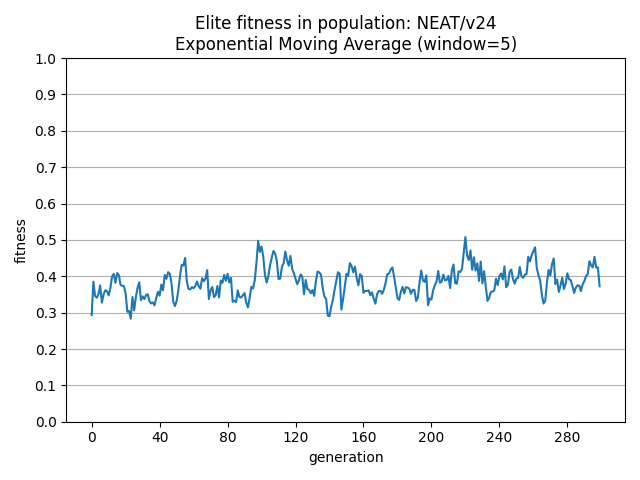 Elite fitness in population: NEAT/v24
Exponential Moving Average (window=5)
1.0
0.9
0.8
0.7
0.6
0.5
0.4
0.3
0.2
0.1
0.0
fitness
0 40 80 120 160 200 240 280
generation